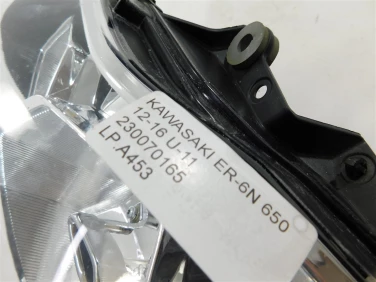 KAWASAKI ER-6N 650
12-16 U-11
230070165
LP.A453